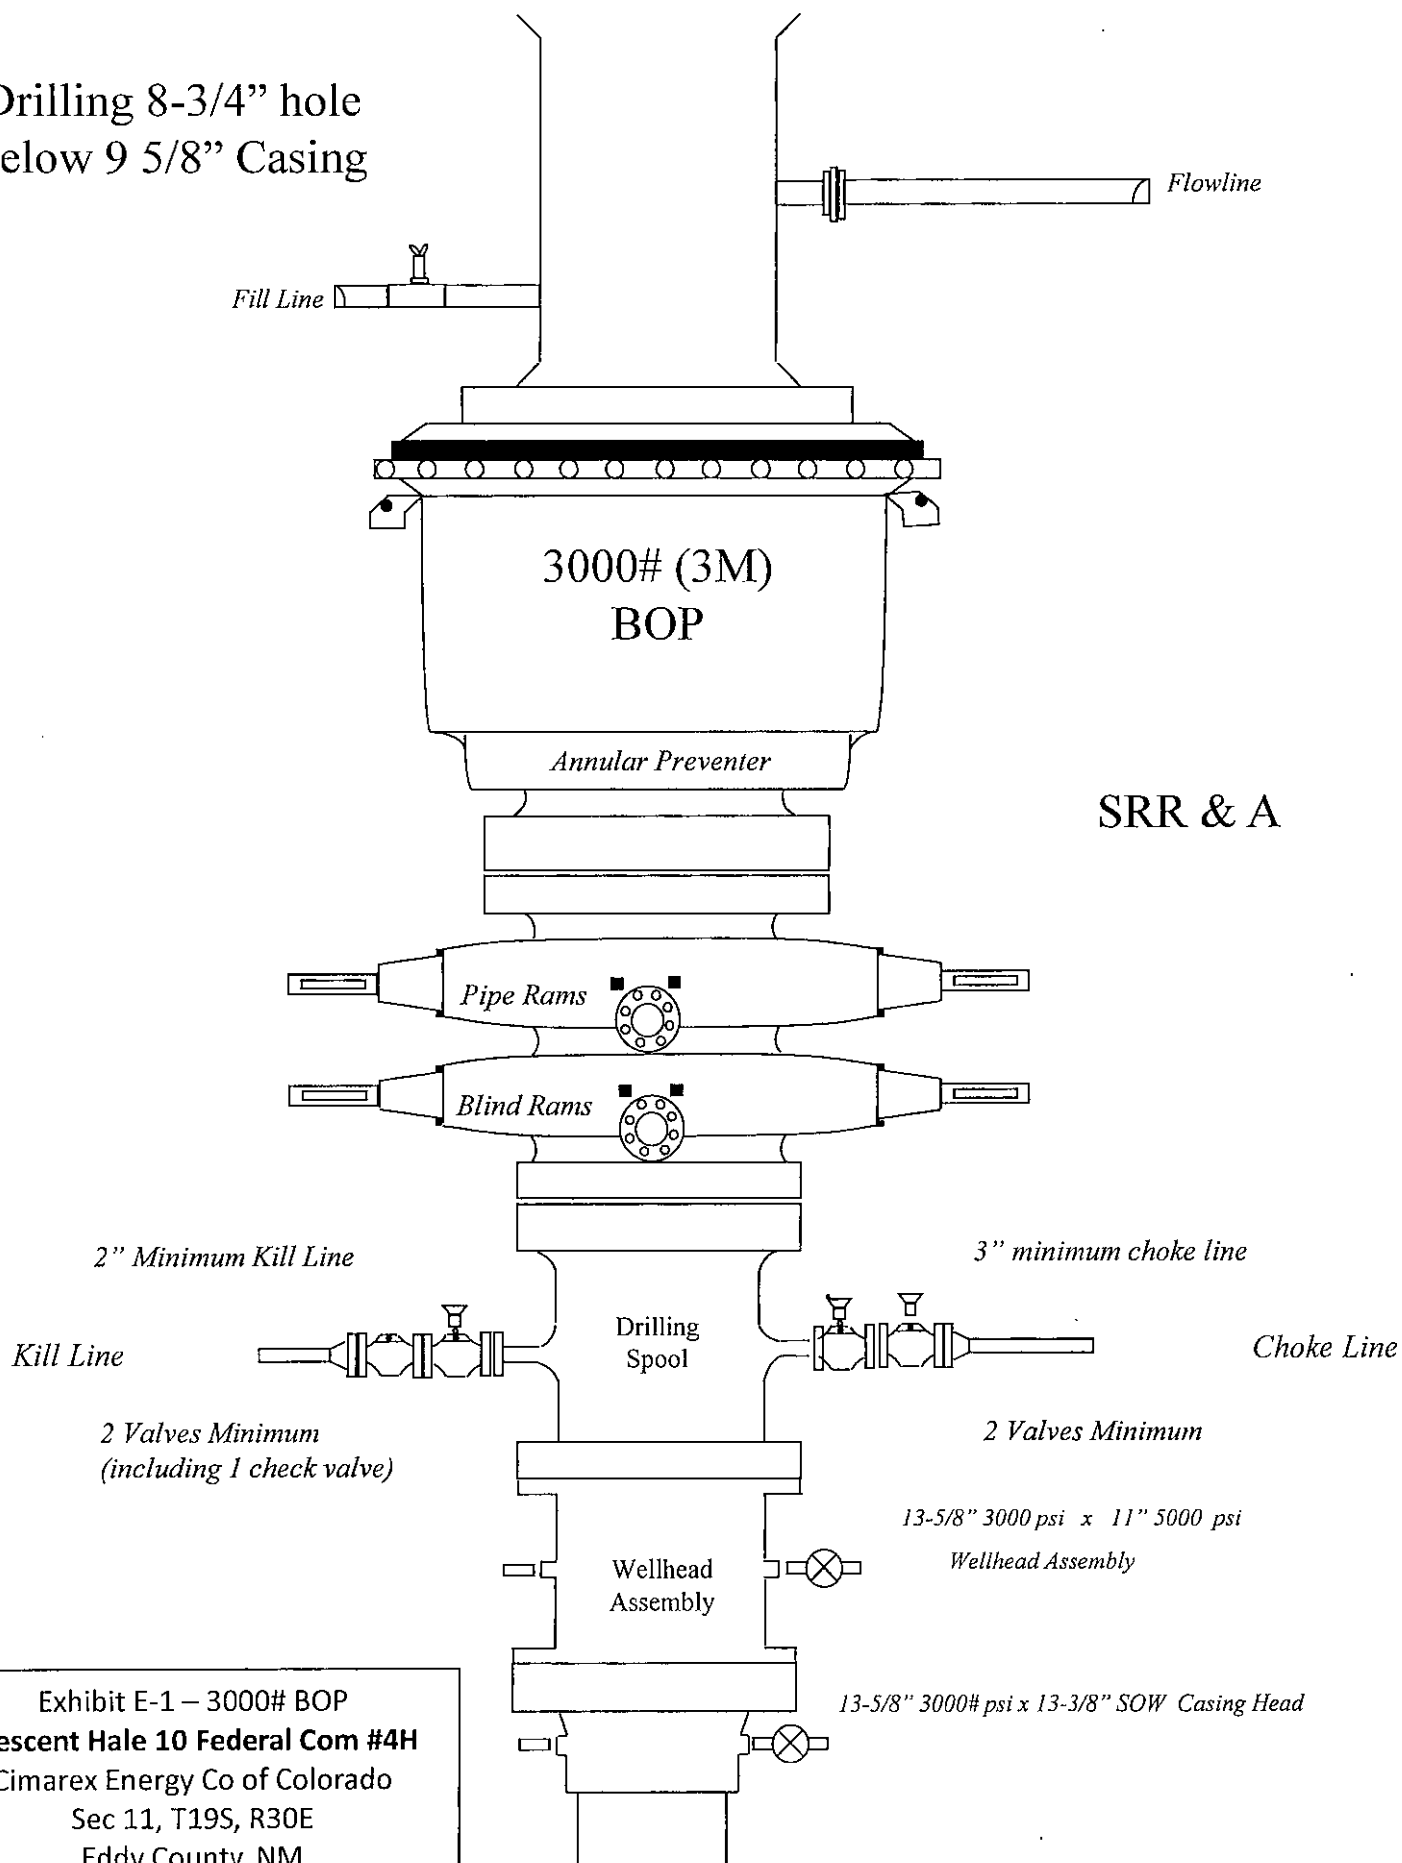 Drilling 8-3/4” hole
elow 9 5/8” Casing
Flowline
Fill Line
3000# (3M)
BOP
Annular Preventer
SRR & A
Pipe Rams
Blind Rams
2” Minimum Kill Line
3” minimum choke line
Drilling
Spool
Kill Line
Choke Line
2 Valves Minimum
(including 1 check valve)
2 Valves Minimum
13-5/8” 3000 psi x 11” 5000 psi
Wellhead Assembly
Wellhead
Assembly
13-5/8” 3000# psi x 13-3/8” SOW Casing Head
Exhibit E-1 – 3000# BOP
escent Hale 10 Federal Com #4H
Cimarex Energy Co of Colorado
Sec 11, T19S, R30E
Eddy County, NM